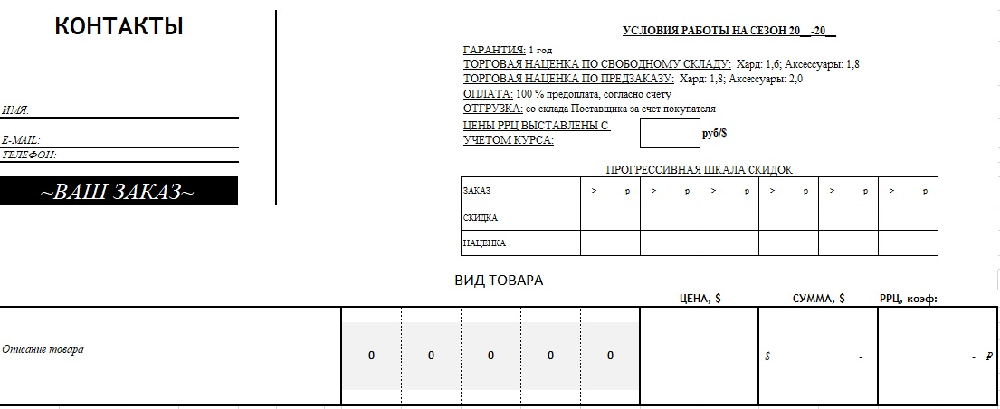 КОНТАКТЫ
ИМЯ:
E-MAIL:
ТЕЛЕФОН:
~ВАШ ЗАКАЗ~
УСЛОВИЯ РАБОТЫ НА СЕЗОН 20__-20__
ГАРАНТИЯ: 1 год
ТОРГОВАЯ НАЦЕНКА ПО СВОБОДНОМУ СКЛАДУ: Хард: 1,6; Аксессуары: 1,8
ТОРГОВАЯ НАЦЕНКА ПО ПРЕДЗАКАЗУ: Хард: 1,8; Аксессуары: 2,0
ОПЛАТА: 100 % предоплата, согласно счету
ОТГРУЗКА: со склада Поставщика за счет покупателя
ЦЕНЫ РРЦ ВЫСТАВЛЕНЫ С
УЧЕТОМ КУРСА: руб/$
ПРОГРЕССИВНАЯ ШКАЛА СКИДОК
ЗАКАЗ >_____р >_____р >_____р >_____р >_____р >_____р
СКИДКА
НАЦЕНКА
ВИД ТОВАРА
ЦЕНА, $ СУММА, $ РРЦ, коэф:
Описание товара 0 0 0 0 0 $ - - ₽